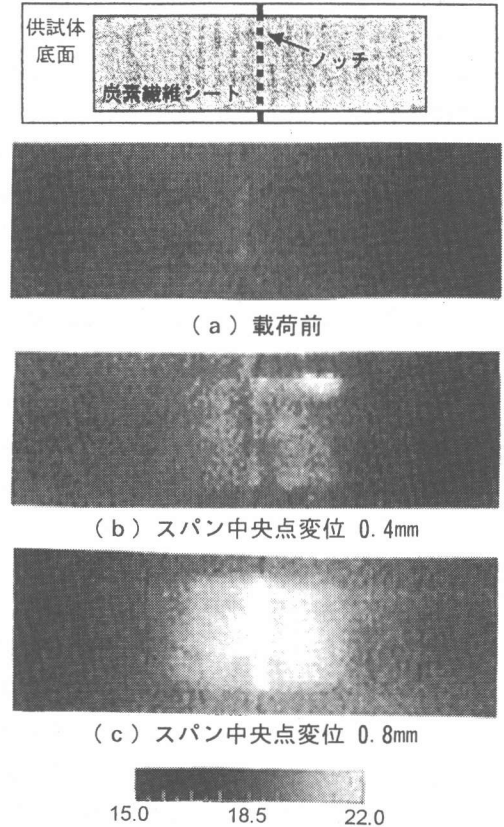 供試体
底面
ノッチ
炭素繊維シート
(a)載荷前
(b)スパン中央点変位 0.4mm
(c)スパン中央点変位 0.8mm
15.0 18.5 22.0